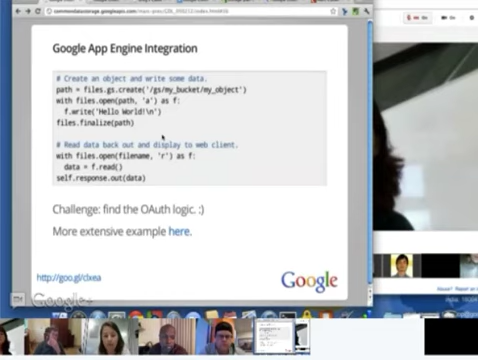 Google App Engine Integration
# Create an object and write some data.
path = files.gs.create('/gs/my_bucket/my_object')
with files.open(path, 'a') as f:
f.write('Hello World!\n')
files.finalize(path)
# Read data back out and display to web client.
with files.open(filename, 'r') as f:
data = f.read()
self.response.out(data)
Challenge: find the OAuth logic. :)
More extensive example here.
http://goo.gl/clxea
Google
Google+